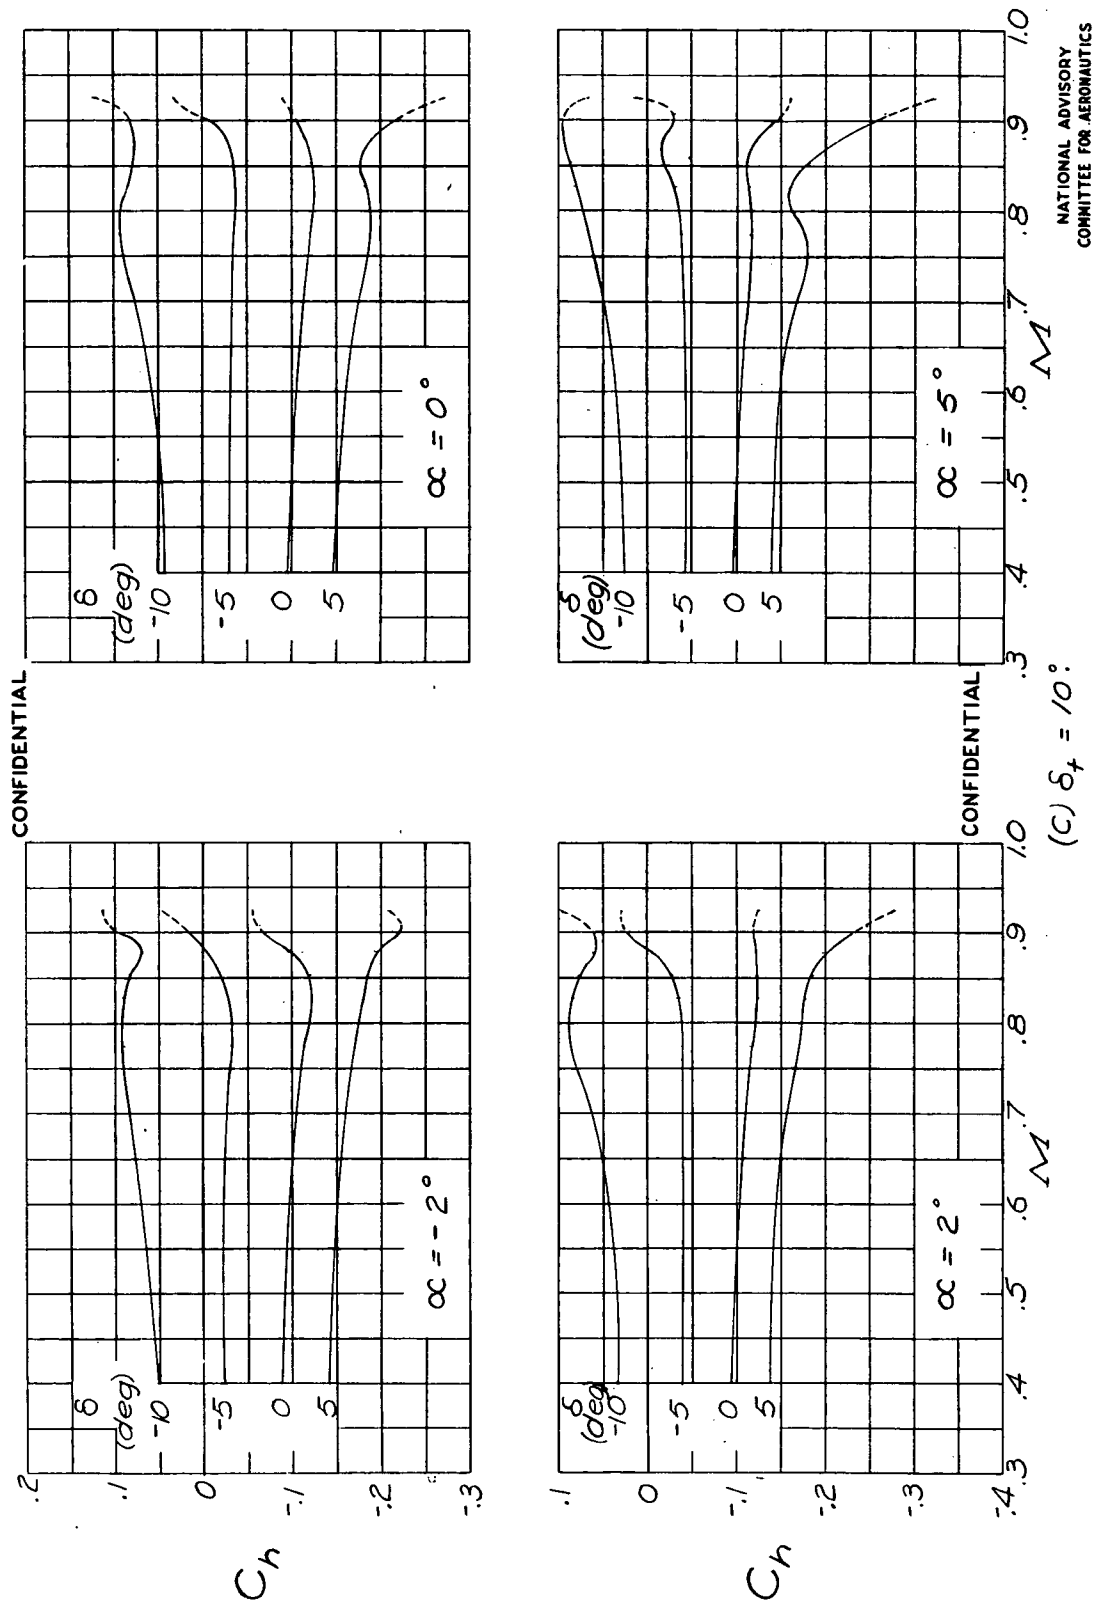 CONFIDENTIAL
.2
.1
0
-.1
-.2
-.3
Ch
δ
(deg)
-10
-5
0
5
α = -2°
δ
(deg)
-10
-5
0
5
α = 0°
.1
0
-.1
-.2
-.3
-.4
Ch
δ
(deg)
-10
-5
0
5
α = 2°
.3 .4 .5 .6 .7 .8 .9 1.0
M
δ
(deg)
-10
-5
0
5
α = 5°
.3 .4 .5 .6 .7 .8 .9 1.0
M
CONFIDENTIAL
(C) δt = 10°.
NATIONAL ADVISORY
COMMITTEE FOR AERONAUTICS